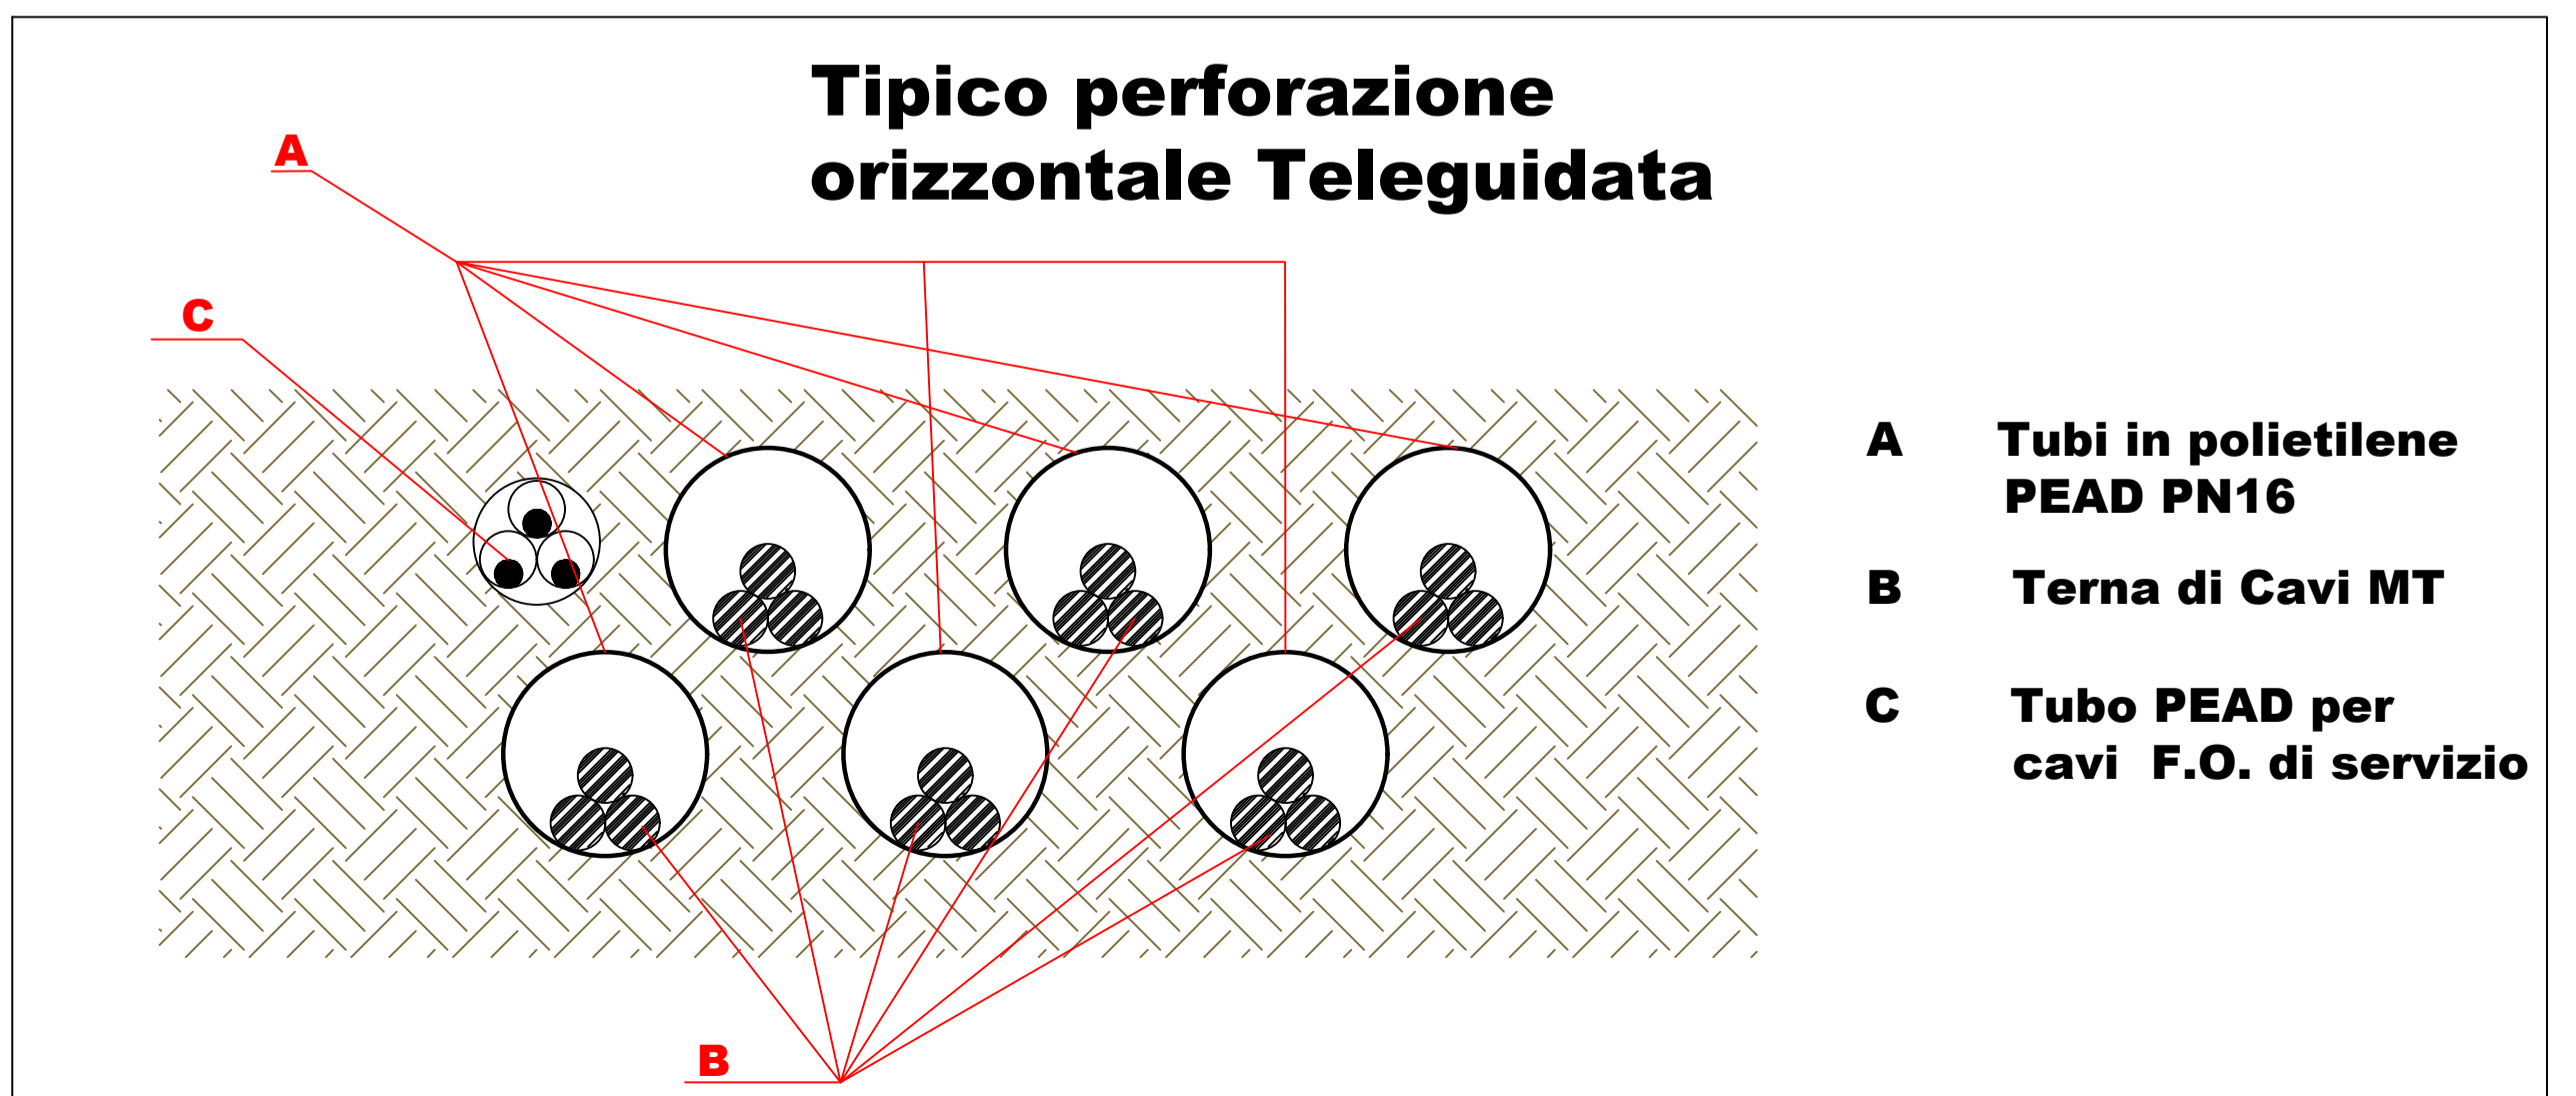 Tipico perforazione
orizzontale Teleguidata
A
C
A Tubi in polietilene
PEAD PN16
B Terna di Cavi MT
C Tubo PEAD per
cavi F.O. di servizio
B